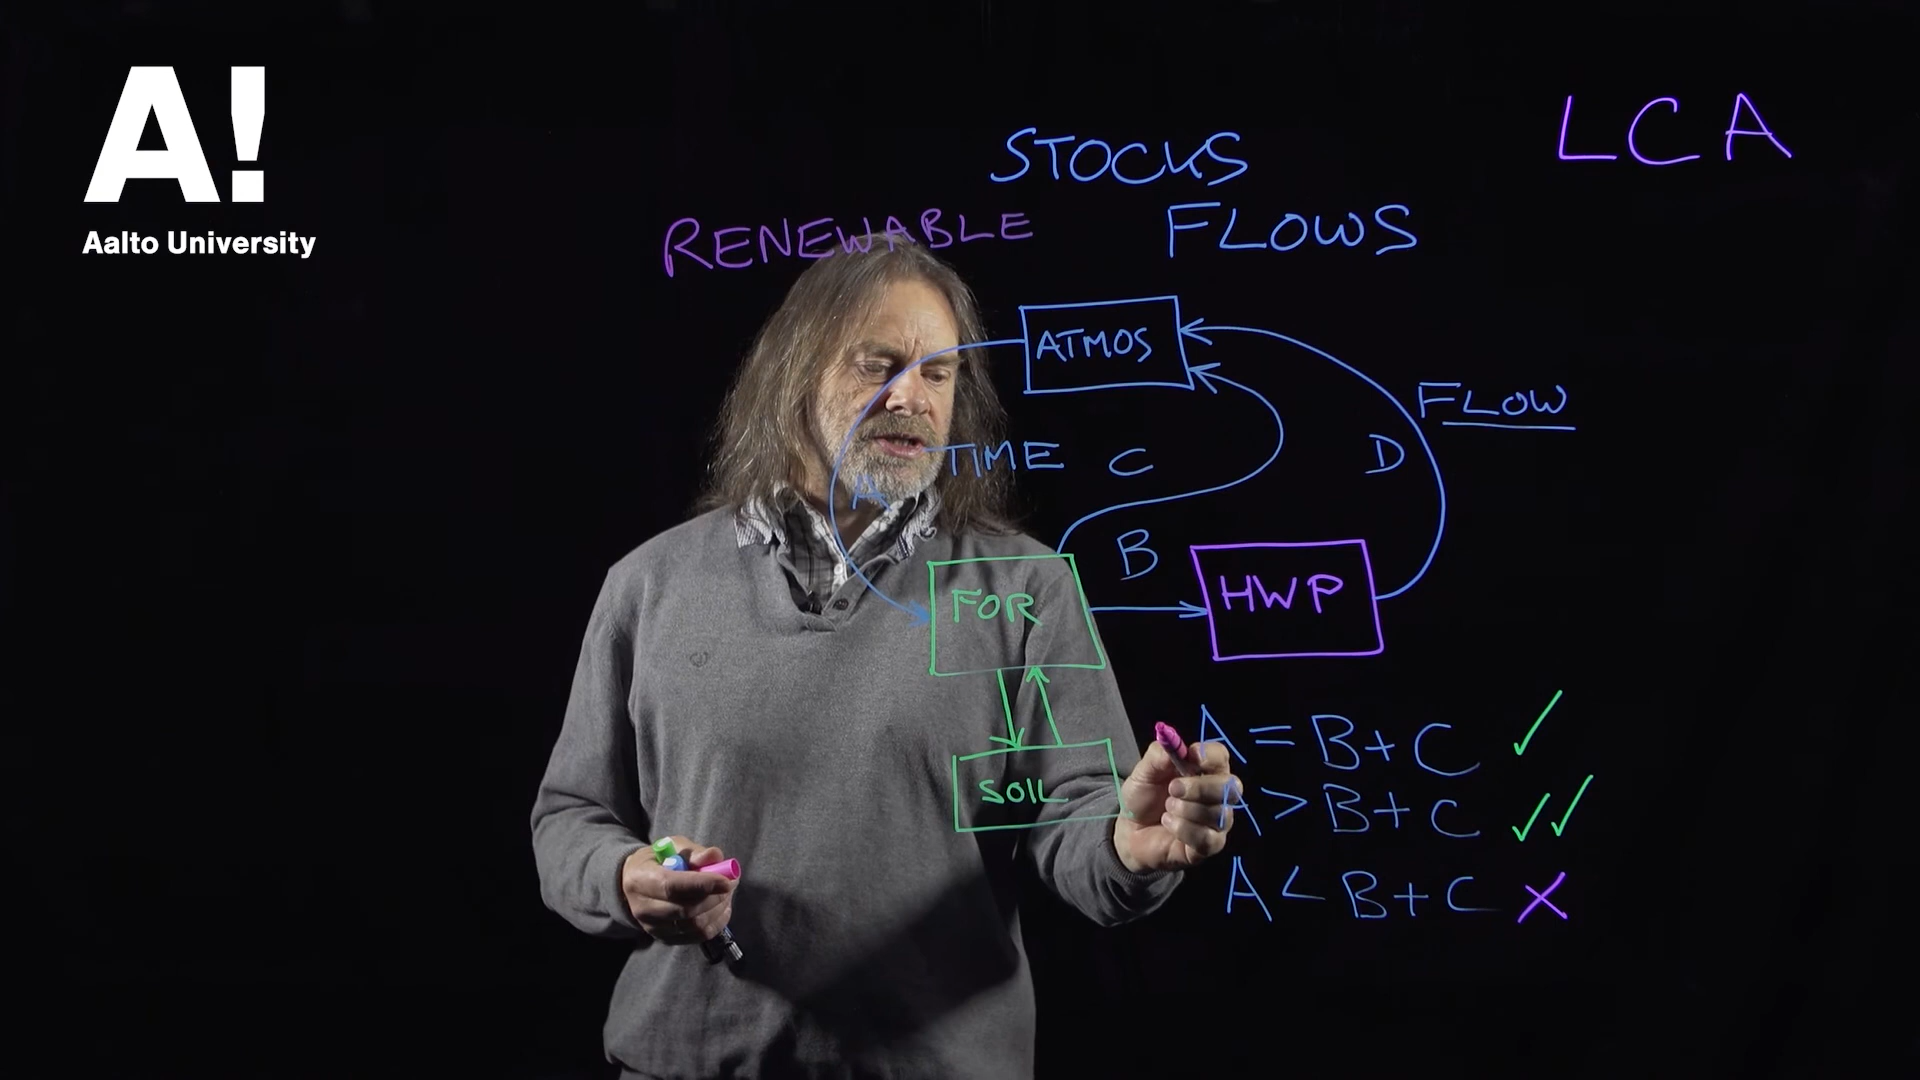 A!
Aalto University
LCA
STOCKS
RENEWABLE
FLOWS
ATMOS
FLOW
TIME
C
D
A
B
FOR
HWP
SOIL
A = B + C ✓
A > B + C ✓✓
A < B + C X